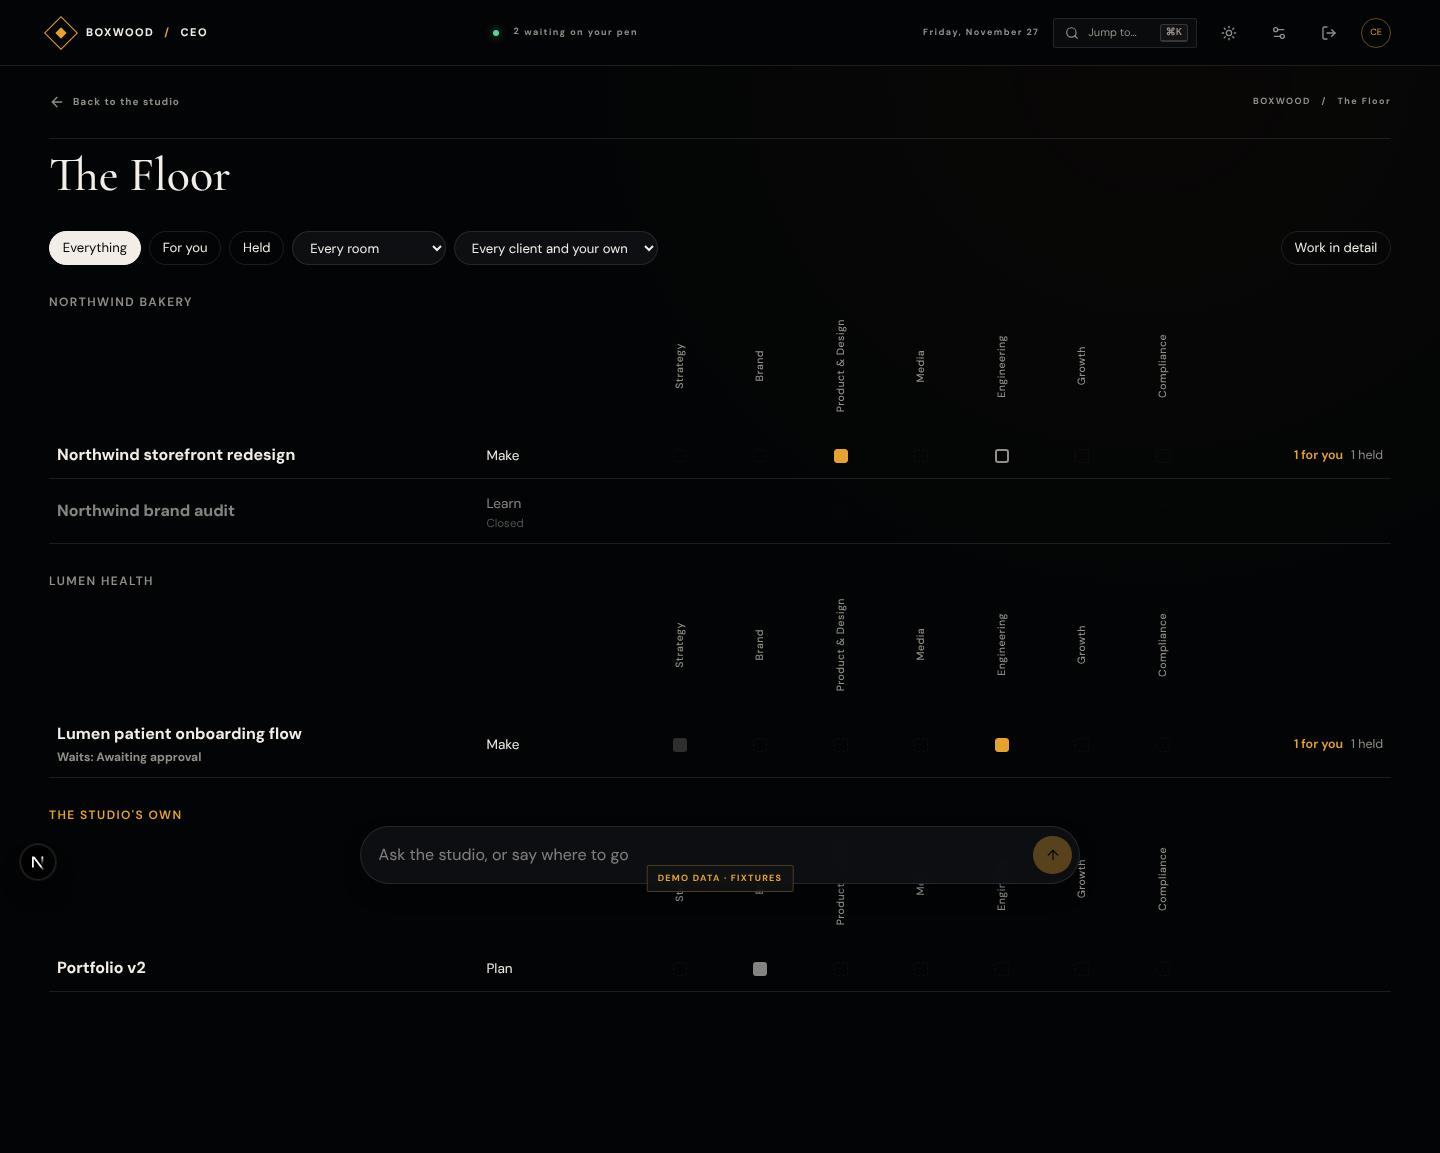 BOXWOOD / CEO
2 waiting on your pen
Friday, November 27
Jump to...
⌘K
CE
Back to the studio
BOXWOOD / The Floor
The Floor
Everything
For you
Held
Every room
Every client and your own
Work in detail
NORTHWIND BAKERY
Strategy
Brand
Product & Design
Media
Engineering
Growth
Compliance
Northwind storefront redesign
Make
1 for you 1 held
Northwind brand audit
Learn
Closed
LUMEN HEALTH
Strategy
Brand
Product & Design
Media
Engineering
Growth
Compliance
Lumen patient onboarding flow
Waits: Awaiting approval
Make
1 for you 1 held
THE STUDIO'S OWN
Ask the studio, or say where to go
N
DEMO DATA · FIXTURES
Product
Growth
Compliance
Portfolio v2
Plan